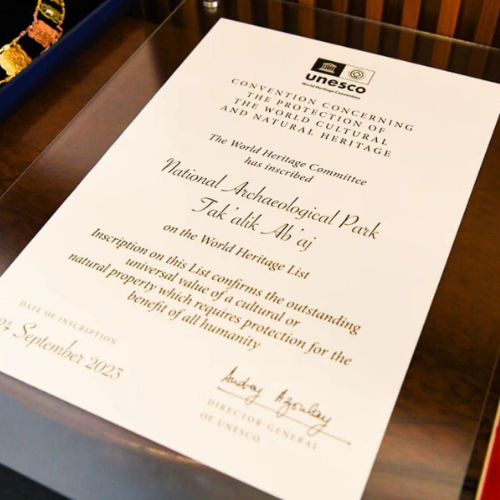 unesco
World Heritage Convention
CONVENTION CONCERNING
THE PROTECTION OF
THE WORLD CULTURAL
AND NATURAL HERITAGE
The World Heritage Committee
has inscribed
National Archaeological Park
Tak'alik Ab'aj
on the World Heritage List
Inscription on this List confirms the outstanding
universal value of a cultural or
natural property which requires protection for the
benefit of all humanity
DATE OF INSCRIPTION
24 September 2023
Audrey Azoulay
DIRECTOR-GENERAL
OF UNESCO